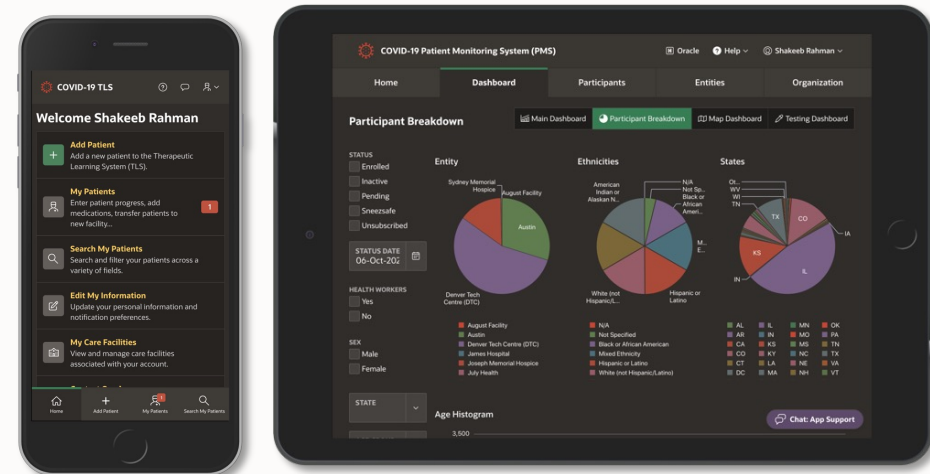 COVID-19 TLS
Welcome Shakeeb Rahman
Add Patient
Add a new patient to the Therapeutic
Learning System (TLS).
My Patients
Enter patient progress, add
medications, transfer patients to
new facility...
1
Search My Patients
Search and filter your patients across a
variety of fields.
Edit My Information
Update your personal information and
notification preferences.
My Care Facilities
View and manage care facilities
associated with your account.
Home
Add Patient
My Patients
Search My Patients
COVID-19 Patient Monitoring System (PMS)
Oracle
Help
Shakeeb Rahman
Home
Dashboard
Participants
Entities
Organization
Participant Breakdown
Main Dashboard
Participant Breakdown
Map Dashboard
Testing Dashboard
STATUS
Enrolled
Inactive
Pending
Sneezsafe
Unsubscribed
STATUS DATE
06-Oct-202
HEALTH WORKERS
Yes
No
SEX
Male
Female
STATE
Entity
Sydney Memorial
Hospice
August Facility
Austin
Denver Tech
Centre (DTC)
August Facility
Austin
Denver Tech Centre (DTC)
James Hospital
Joseph Memorial Hospice
July Health
Ethnicities
American
Indian or
Alaskan N...
N/A
Not Sp...
Black or
African
Ameri...
M...
E...
White (not
Hispanic/L...
Hispanic or
Latino
N/A
Not Specified
Black or African American
Mixed Ethnicity
Hispanic or Latino
White (not Hispanic/Latino)
States
WV
WI
TN
TX
CO
IA
KS
IN
IL
AL IL MN OK
AR IN MO PA
CA KS MS TN
CO KY NC TX
CT LA NE VA
DC MA NH VT
Age Histogram
3,500
Chat: App Support